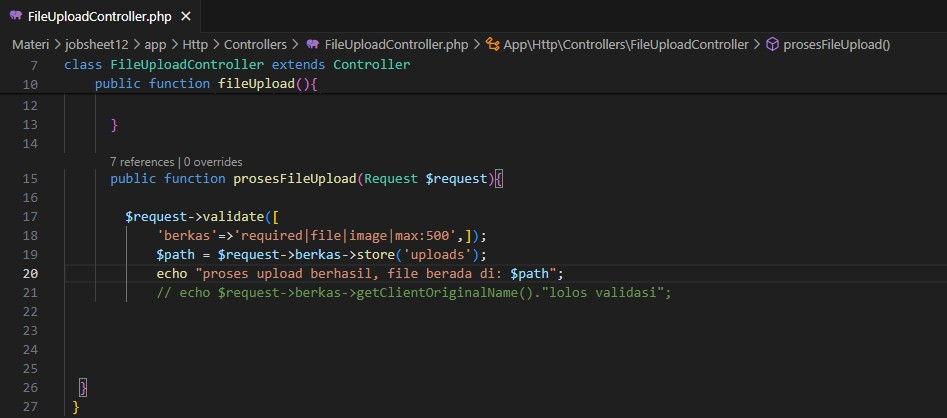 FileUploadController.php ×
Materi > jobsheet12 > app > Http > Controllers > FileUploadController.php > App\Http\Controllers\FileUploadController > prosesFileUpload()
7 class FileUploadController extends Controller
10 public function fileUpload(){
12
13 }
14
7 references | 0 overrides
15 public function prosesFileUpload(Request $request){
16
17 $request->validate([
18 'berkas'=>'required|file|image|max:500',]);
19 $path = $request->berkas->store('uploads');
20 echo "proses upload berhasil, file berada di: $path";
21 // echo $request->berkas->getClientOriginalName()."lolos validasi";
22
23
24
25
26 }
27 }